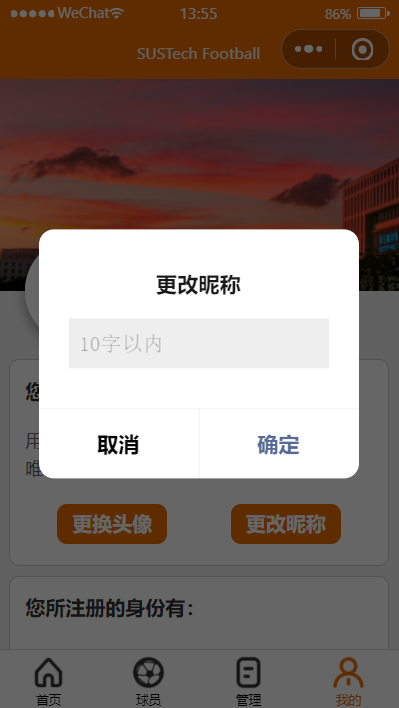 WeChat 13:55 86%
SUSTech Football
更改昵称
10字以内
取消 确定
您
用
唯
更换头像 更改昵称
您所注册的身份有：
首页 球员 管理 我的